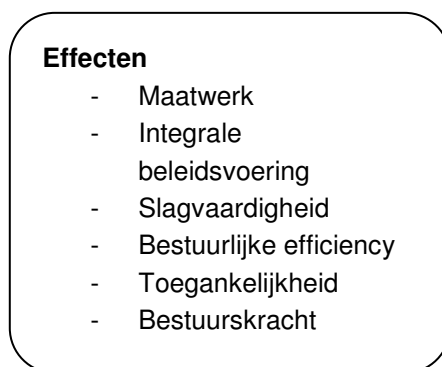 Effecten
- Maatwerk
- Integrale
beleidsvoering
- Slagvaardigheid
- Bestuurlijke efficiency
- Toegankelijkheid
- Bestuurskracht